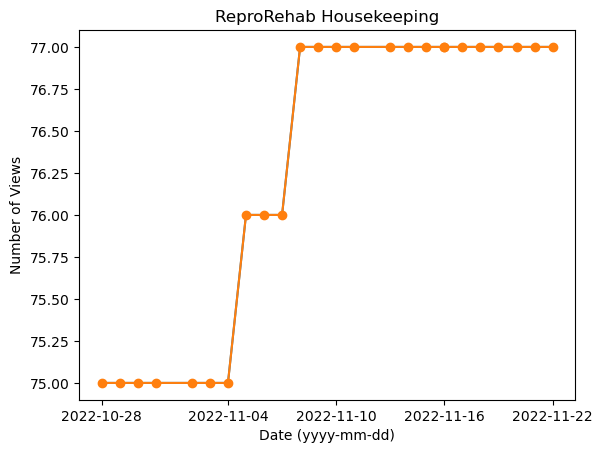 ReproRehab Housekeeping
77.00
76.75
76.50
76.25
76.00
75.75
75.50
75.25
75.00
Number of Views
2022-10-28 2022-11-04 2022-11-10 2022-11-16 2022-11-22
Date (yyyy-mm-dd)